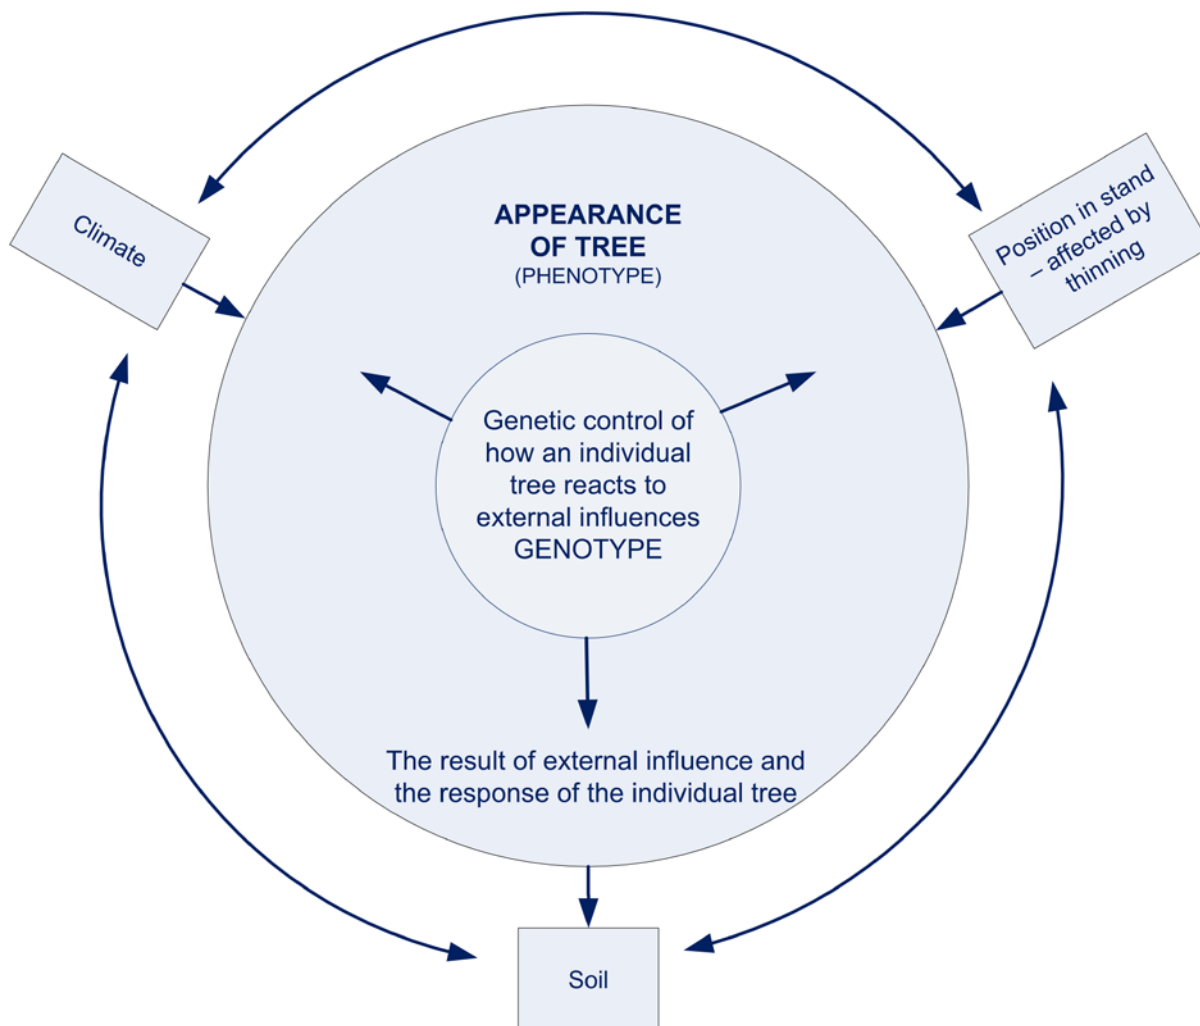 APPEARANCE
OF TREE
(PHENOTYPE)
Climate
Position in stand
– affected by
thinning
Genetic control of
how an individual
tree reacts to
external influences
GENOTYPE
The result of external influence and
the response of the individual tree
Soil